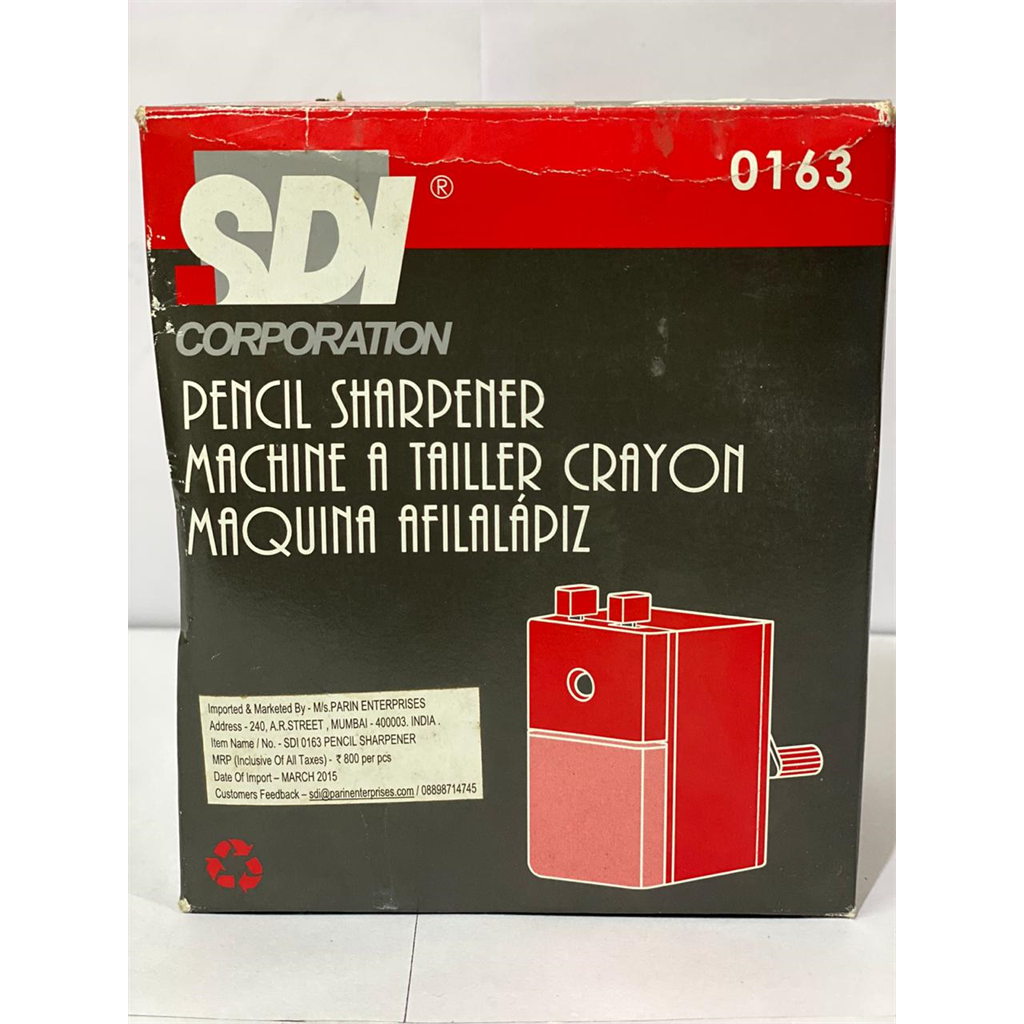 SDI®
0163
CORPORATION
PENCIL SHARPENER
MACHINE A TAILLER CRAYON
MAQUINA AFILALÁPIZ
Imported & Marketed By - M/s.PARIN ENTERPRISES
Address - 240, A.R.STREET , MUMBAI - 400003. INDIA .
Item Name / No. - SDI 0163 PENCIL SHARPENER
MRP (Inclusive Of All Taxes) - ₹ 800 per pcs
Date Of Import – MARCH 2015
Customers Feedback – sdi@parinenterprises.com / 08898714745